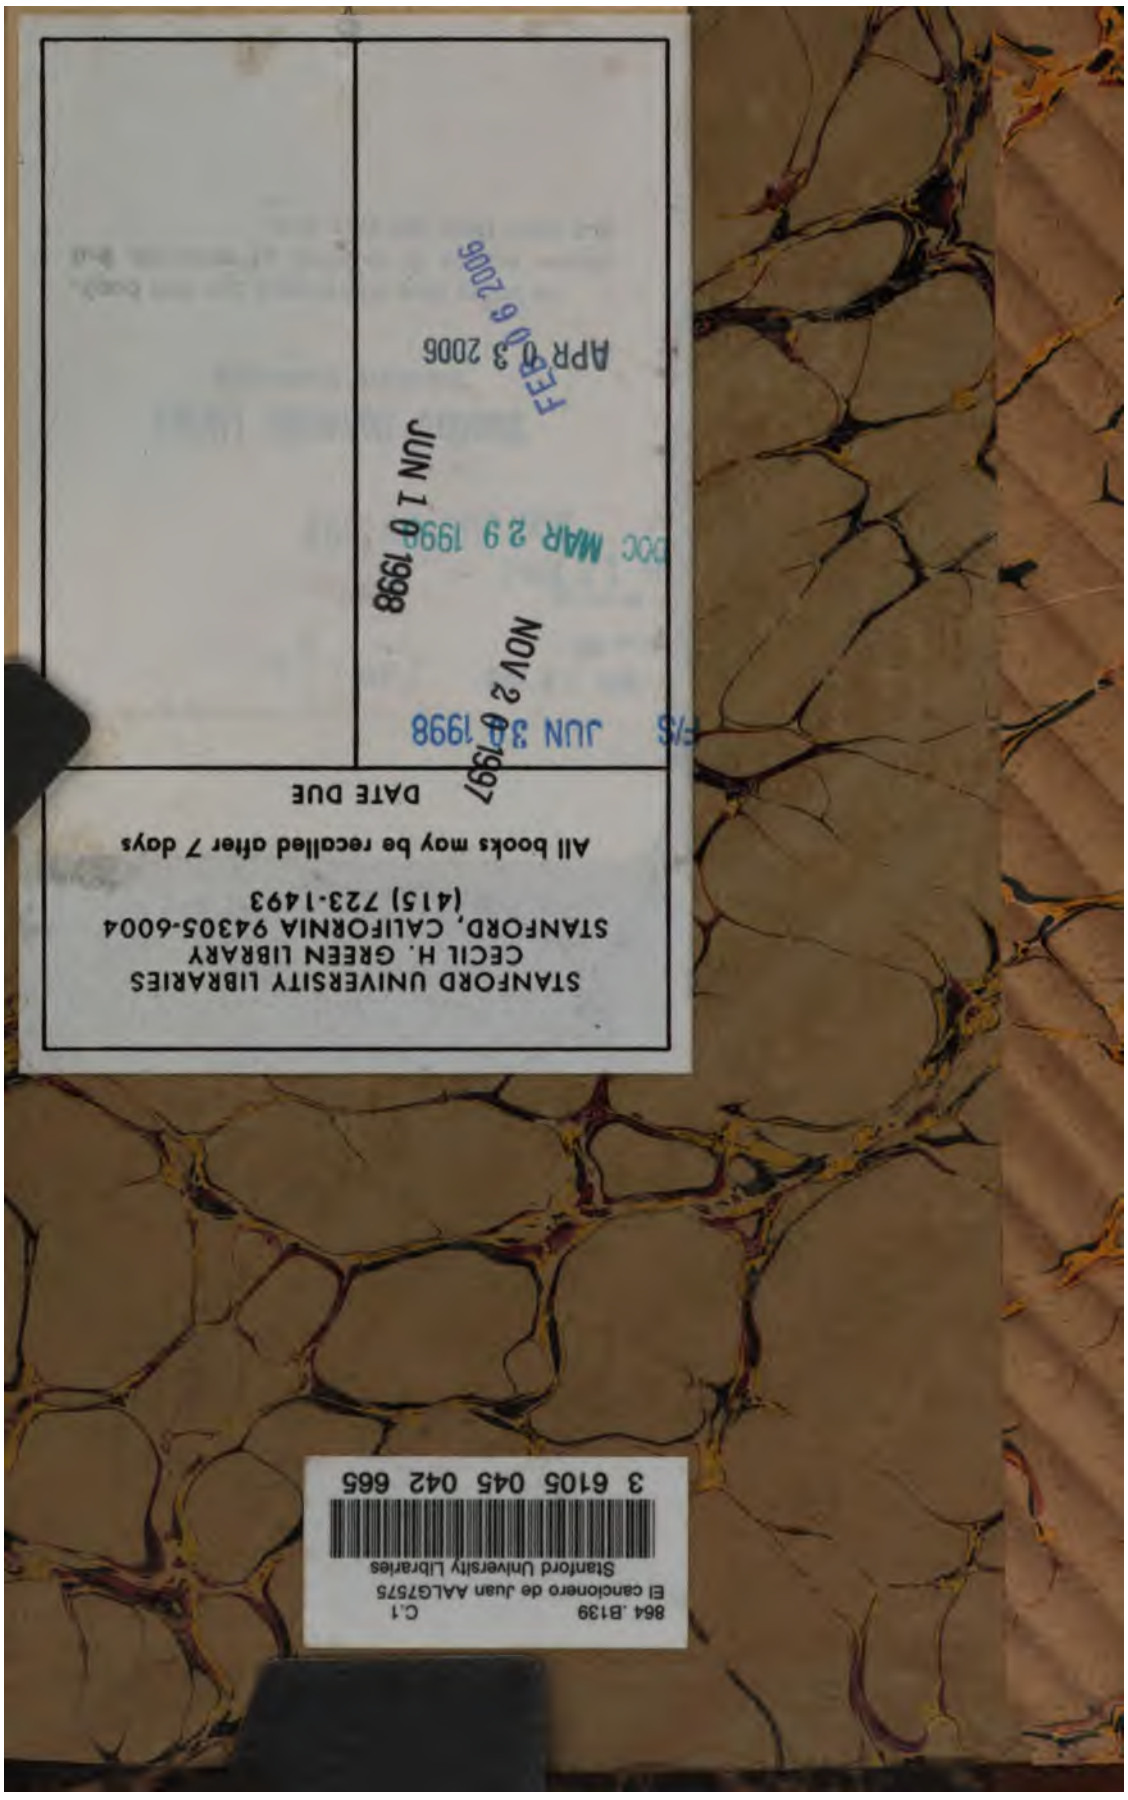 864 .B139 C.1
El cancionero de Juan AALG7575
Stanford University Libraries
3 6105 045 042 665
STANFORD UNIVERSITY LIBRARIES
CECIL H. GREEN LIBRARY
STANFORD, CALIFORNIA 94305-6004
(415) 723-1493
All books may be recalled after 7 days
DATE DUE
F/S JUN 30 1998
NOV 20 1997
DOC MAR 29 1999
JUN 10 1998
APR 03 2006
FEB 06 2006